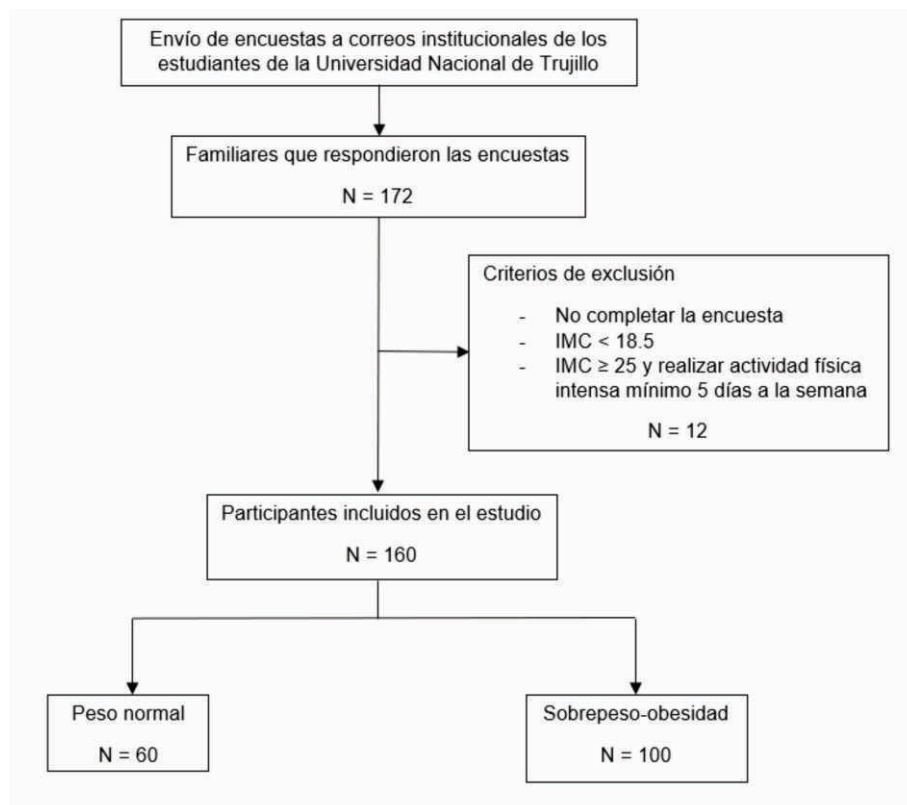 Envío de encuestas a correos institucionales de los
estudiantes de la Universidad Nacional de Trujillo
Familiares que respondieron las encuestas
N = 172
Criterios de exclusión
- No completar la encuesta
- IMC < 18.5
- IMC ≥ 25 y realizar actividad física
intensa mínimo 5 días a la semana
N = 12
Participantes incluidos en el estudio
N = 160
Peso normal
N = 60
Sobrepeso-obesidad
N = 100